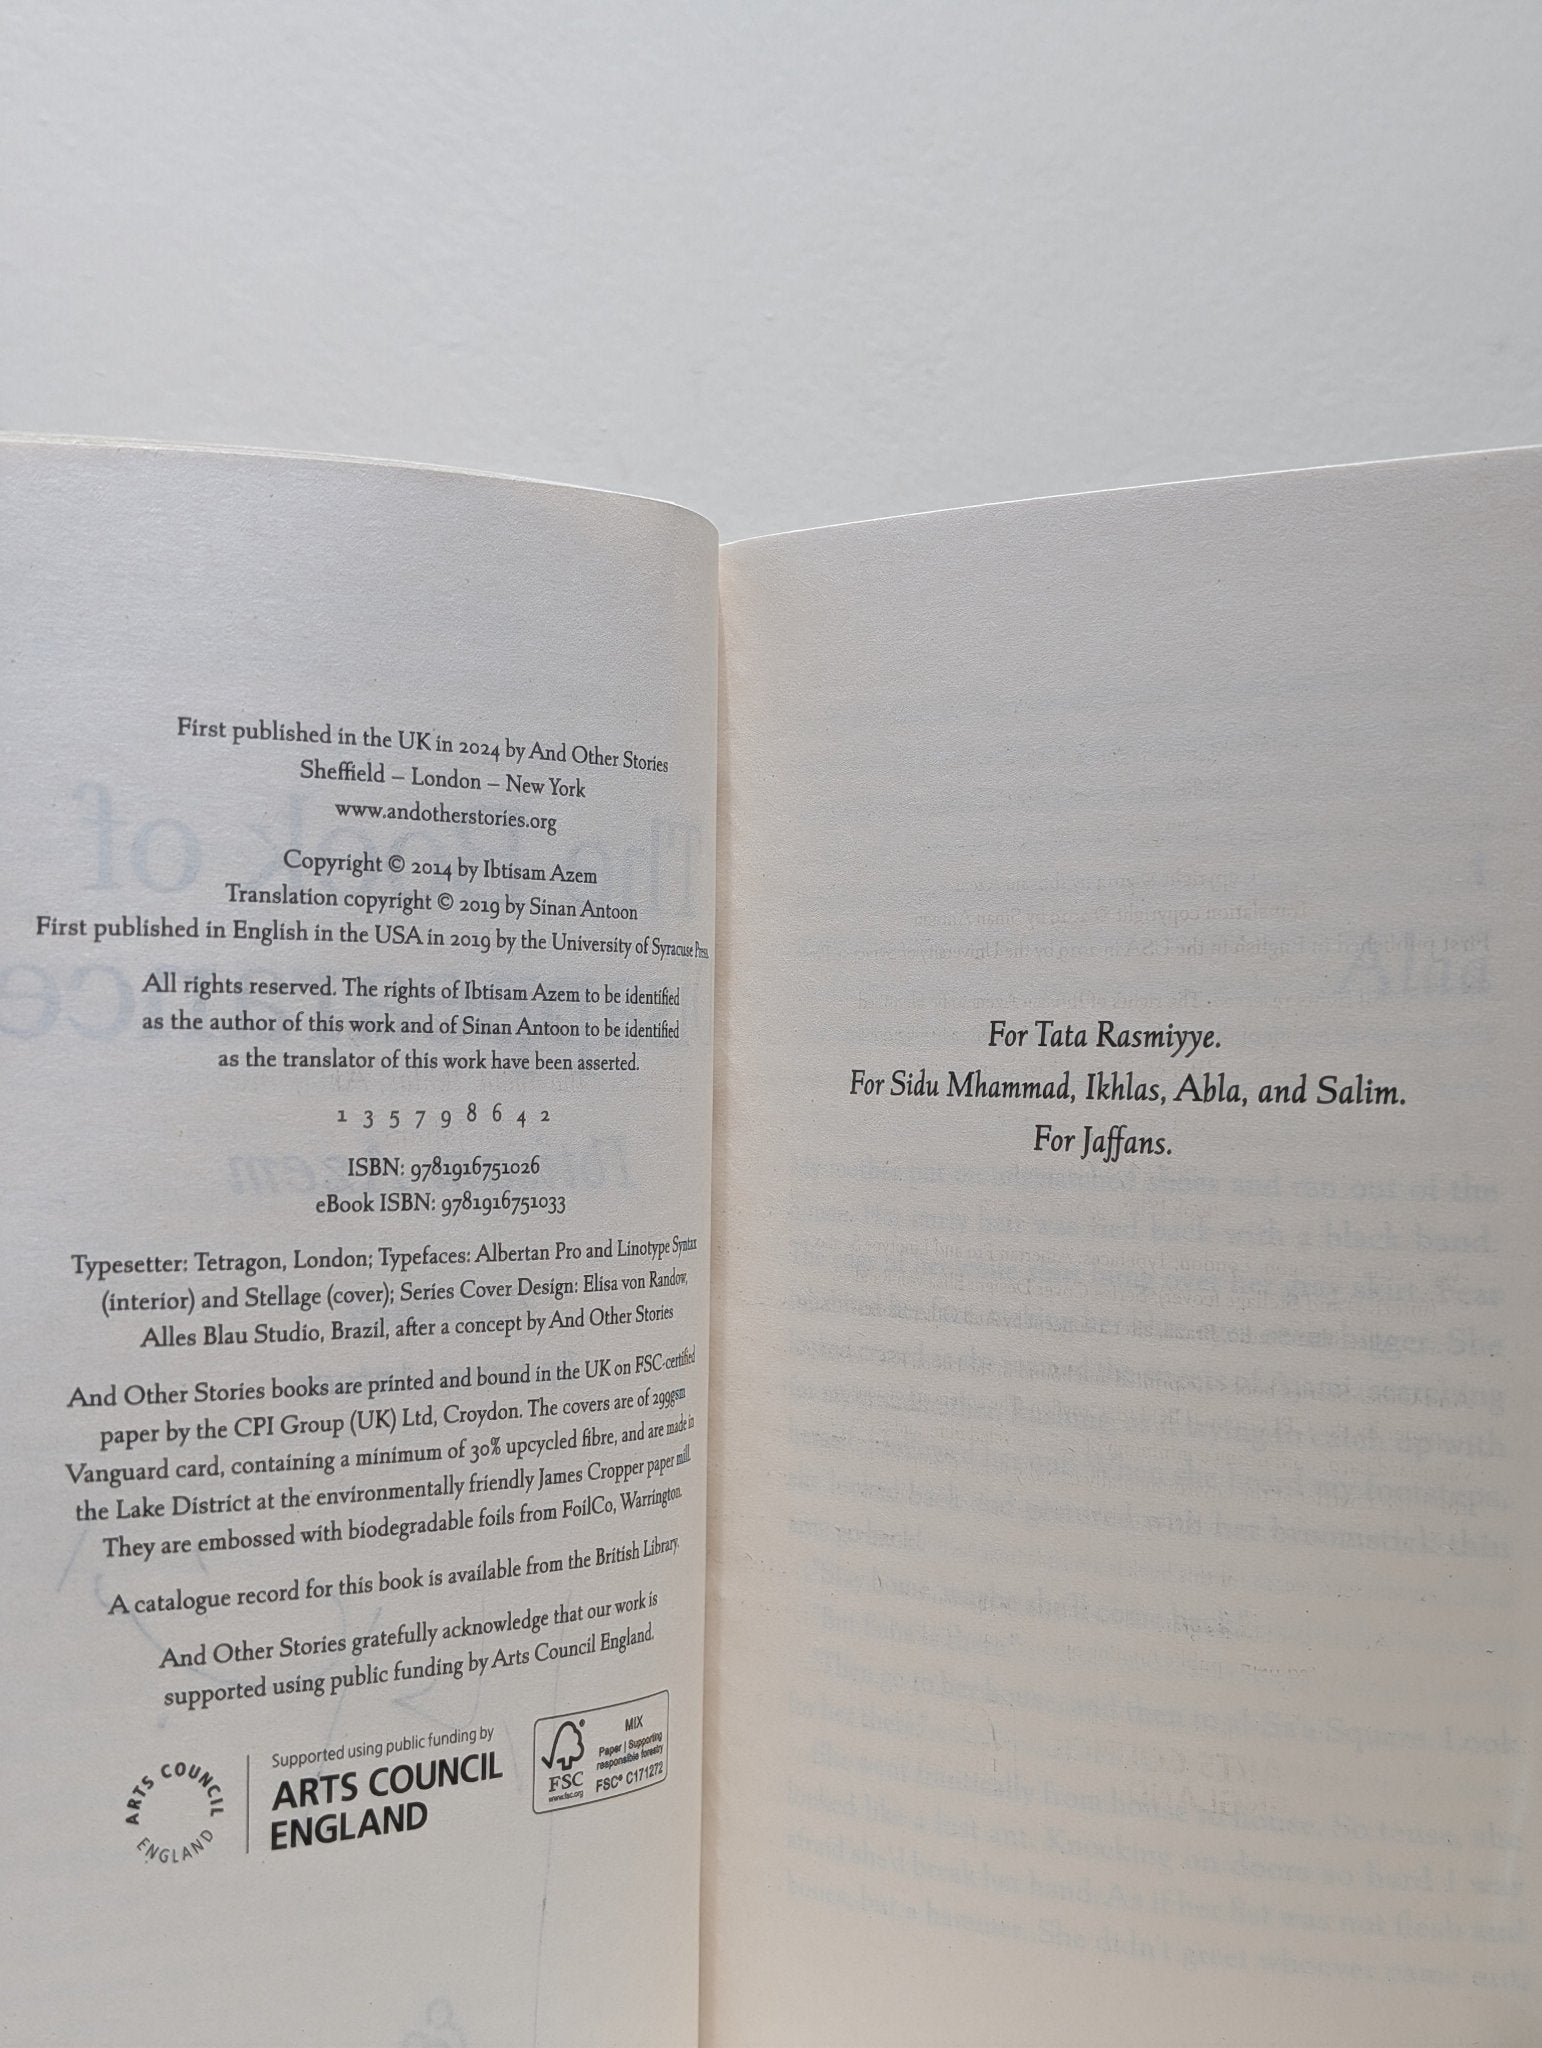 First published in the UK in 2024 by And Other Stories
Sheffield – London – New York
www.andotherstories.org
Copyright © 2014 by Ibtisam Azem
Translation copyright © 2019 by Sinan Antoon
First published in English in the USA in 2019 by the University of Syracuse Press.
All rights reserved. The rights of Ibtisam Azem to be identified
as the author of this work and of Sinan Antoon to be identified
as the translator of this work have been asserted.
1 3 5 7 9 8 6 4 2
ISBN: 9781916751026
eBook ISBN: 9781916751033
Typesetter: Tetragon, London; Typefaces: Albertan Pro and Linotype Syntax
(interior) and Stellage (cover); Series Cover Design: Elisa von Randow,
Alles Blau Studio, Brazil, after a concept by And Other Stories
And Other Stories books are printed and bound in the UK on FSC-certified
paper by the CPI Group (UK) Ltd, Croydon. The covers are of 299gsm
Vanguard card, containing a minimum of 30% upcycled fibre, and are made in
the Lake District at the environmentally friendly James Cropper paper mill.
They are embossed with biodegradable foils from FoilCo, Warrington.
A catalogue record for this book is available from the British Library.
And Other Stories gratefully acknowledge that our work is
supported using public funding by Arts Council England.
ARTS COUNCIL
ENGLAND
Supported using public funding by
ARTS COUNCIL
ENGLAND
FSC
www.fsc.org
MIX
Paper | Supporting
responsible forestry
FSC® C171272
For Tata Rasmiyye.
For Sidu Mhammad, Ikhlas, Abla, and Salim.
For Jaffans.